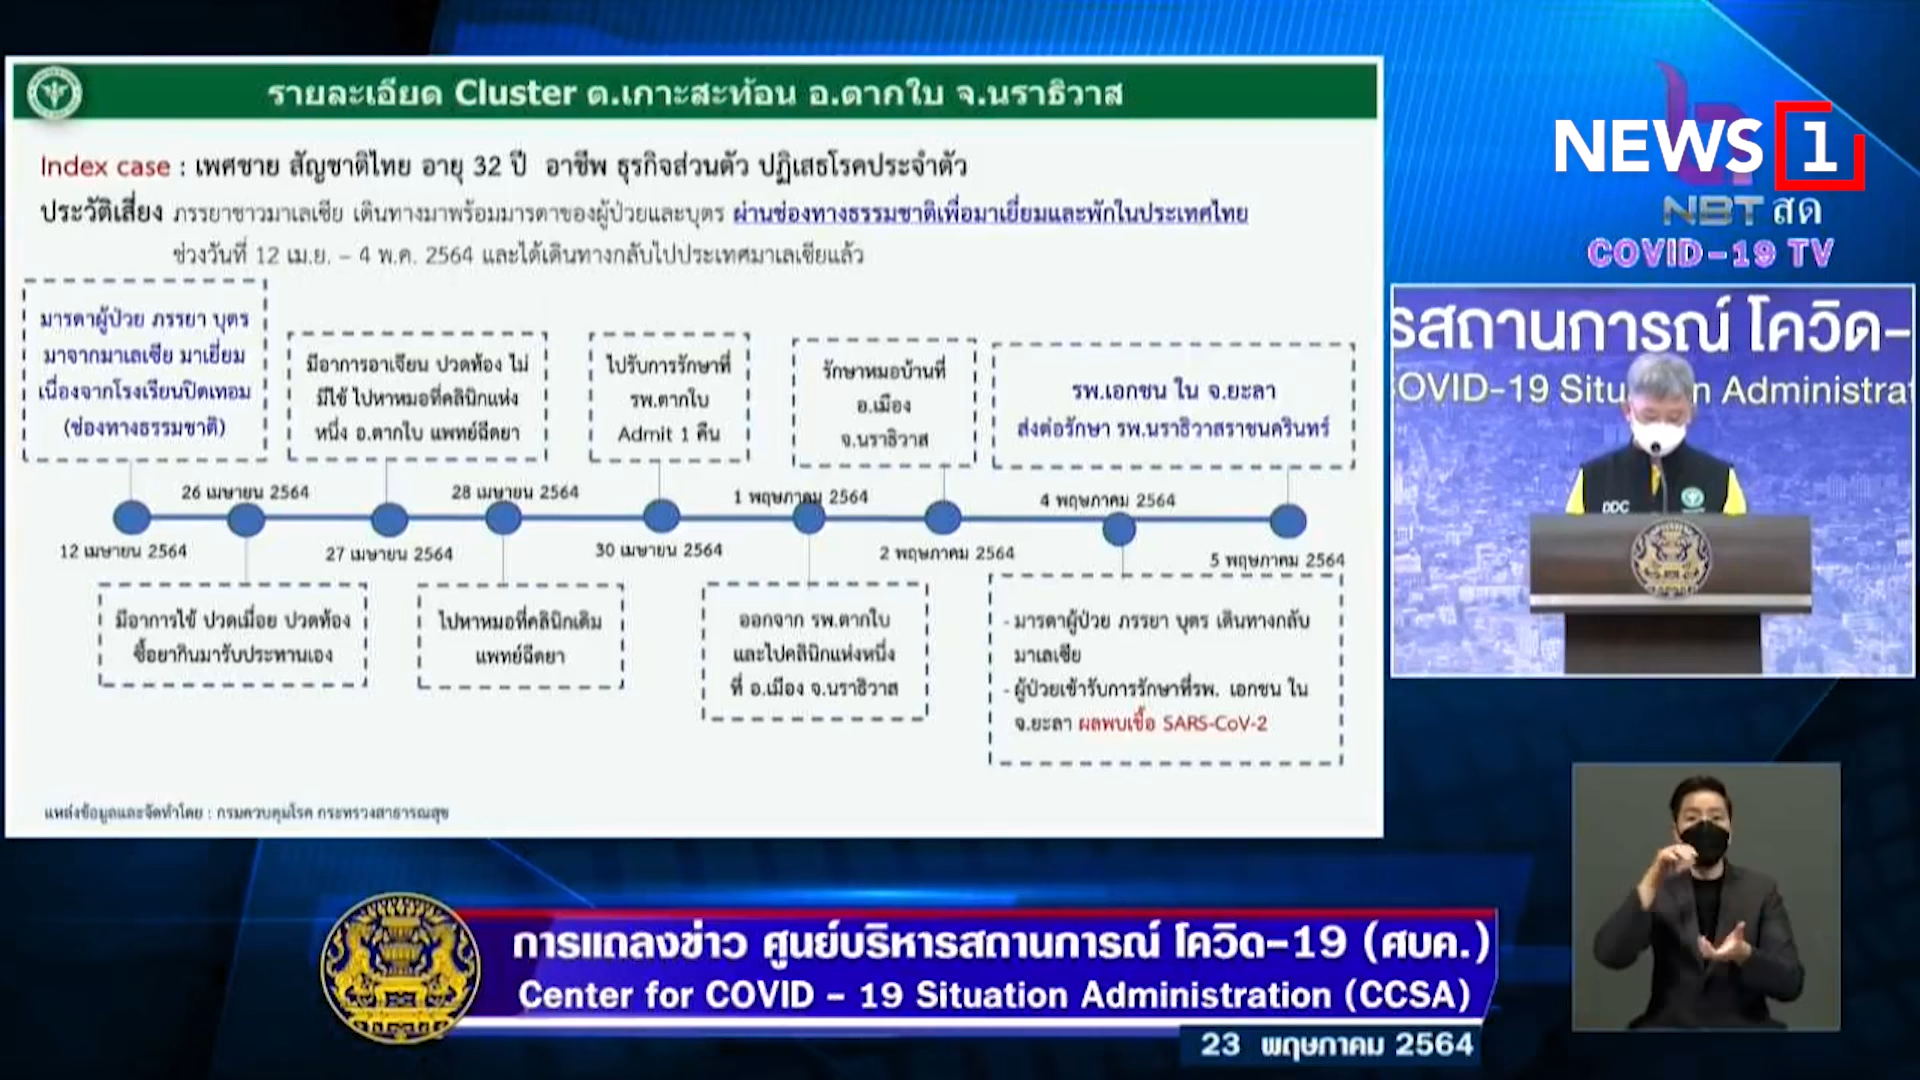 รายละเอียด Cluster ต.เกาะสะท้อน อ.ตากใบ จ.นราธิวาส
Index case : เพศชาย สัญชาติไทย อายุ 32 ปี อาชีพ ธุรกิจส่วนตัว ปฏิเสธโรคประจำตัว
ประวัติเสี่ยง ภรรยาชาวมาเลเซีย เดินทางมาพร้อมมารดาของผู้ป่วยและบุตร ผ่านช่องทางธรรมชาติเพื่อมาเยี่ยมและพักในประเทศไทย
ช่วงวันที่ 12 เม.ย. – 4 พ.ค. 2564 และได้เดินทางกลับไปประเทศมาเลเซียแล้ว
มารดาผู้ป่วย ภรรยา บุตร
มาจากมาเลเซีย มาเยี่ยม
เนื่องจากโรงเรียนปิดเทอม
(ช่องทางธรรมชาติ)
12 เมษายน 2564
26 เมษายน 2564
มีอาการไข้ ปวดเมื่อย ปวดท้อง
ซื้อยากินมารับประทานเอง
มีอาการอาเจียน ปวดท้อง ไม่
มีไข้ ไปหาหมอที่คลินิกแห่ง
หนึ่ง อ.ตากใบ แพทย์ฉีดยา
27 เมษายน 2564
28 เมษายน 2564
ไปหาหมอที่คลินิกเดิม
แพทย์ฉีดยา
ไปรับการรักษาที่
รพ.ตากใบ
Admit 1 คืน
30 เมษายน 2564
1 พฤษภาคม 2564
ออกจาก รพ.ตากใบ
และไปคลินิกแห่งหนึ่ง
ที่ อ.เมือง จ.นราธิวาส
รักษาหมอบ้านที่
อ.เมือง
จ.นราธิวาส
2 พฤษภาคม 2564
4 พฤษภาคม 2564
- มารดาผู้ป่วย ภรรยา บุตร เดินทางกลับ
มาเลเซีย
- ผู้ป่วยเข้ารับการรักษาที่รพ. เอกชน ใน
จ.ยะลา ผลพบเชื้อ SARS-CoV-2
รพ.เอกชน ใน จ.ยะลา
ส่งต่อรักษา รพ.นราธิวาสราชนครินทร์
5 พฤษภาคม 2564
แหล่งข้อมูลและจัดทำโดย : กรมควบคุมโรค กระทรวงสาธารณสุข
NEWS 1
NBT สด
COVID-19 TV
รสถานการณ์ โควิด-
OVID-19 Situ n Administrat
DDC
การแถลงข่าว ศูนย์บริหารสถานการณ์ โควิด-19 (ศบค.)
Center for COVID – 19 Situation Administration (CCSA)
23 พฤษภาคม 2564